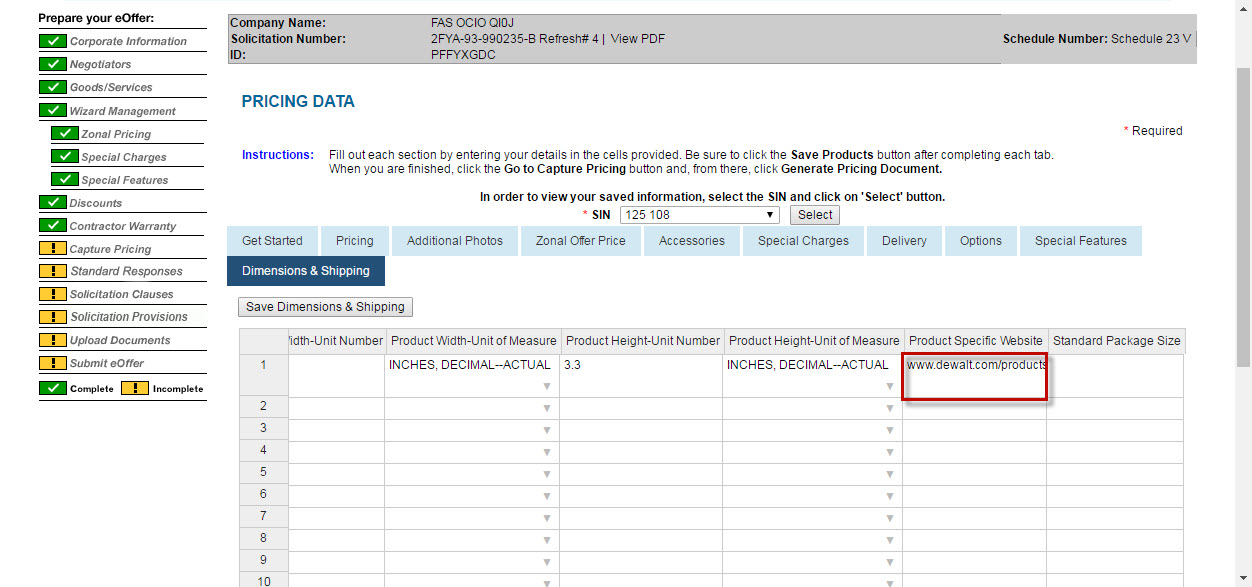 Prepare your eOffer:
Corporate Information
Negotiators
Goods/Services
Wizard Management
Zonal Pricing
Special Charges
Special Features
Discounts
Contractor Warranty
Capture Pricing
Standard Responses
Solicitation Clauses
Solicitation Provisions
Upload Documents
Submit eOffer
Complete Incomplete
Company Name: FAS OCIO QI0J
Solicitation Number: 2FYA-93-990235-B Refresh# 4 | View PDF Schedule Number: Schedule 23 V
ID: PFFYXGDC
PRICING DATA
* Required
Instructions: Fill out each section by entering your details in the cells provided. Be sure to click the Save Products button after completing each tab.
When you are finished, click the Go to Capture Pricing button and, from there, click Generate Pricing Document.
In order to view your saved information, select the SIN and click on 'Select' button.
* SIN 125 108 Select
Get Started Pricing Additional Photos Zonal Offer Price Accessories Special Charges Delivery Options Special Features
Dimensions & Shipping
Save Dimensions & Shipping
idth-Unit Number Product Width-Unit of Measure Product Height-Unit Number Product Height-Unit of Measure Product Specific Website Standard Package Size
1 INCHES, DECIMAL--ACTUAL 3.3 INCHES, DECIMAL--ACTUAL www.dewalt.com/products
2
3
4
5
6
7
8
9
10